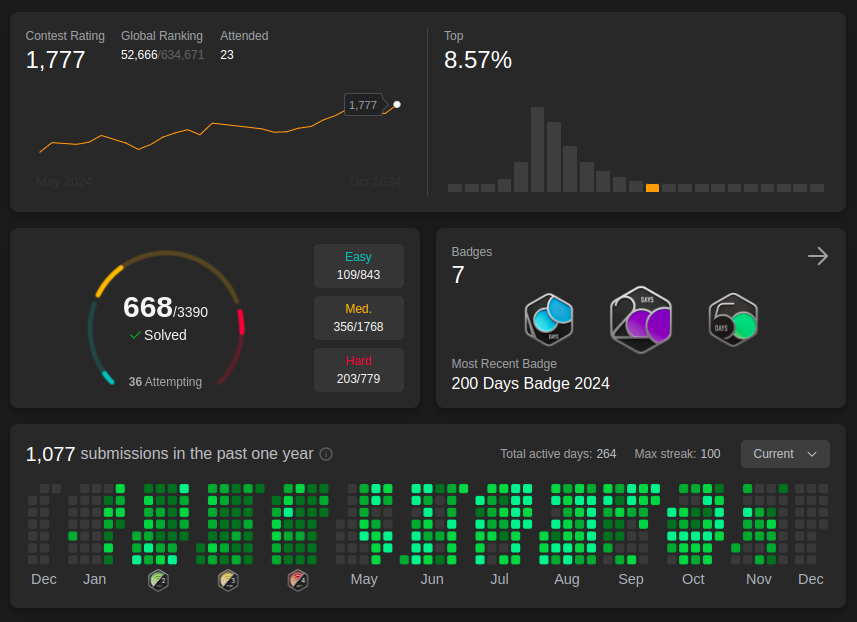 Contest Rating Global Ranking Attended
1,777 52,666/634,671 23
1,777
May 2024 Oct 2024
Top
8.57%
668/3390
Solved
36 Attempting
Easy
109/843
Med.
356/1768
Hard
203/779
Badges
7
DAYS
DAYS
DAYS
Most Recent Badge
200 Days Badge 2024
1,077 submissions in the past one year
Total active days: 264 Max streak: 100 Current
Dec Jan May Jun Jul Aug Sep Oct Nov Dec